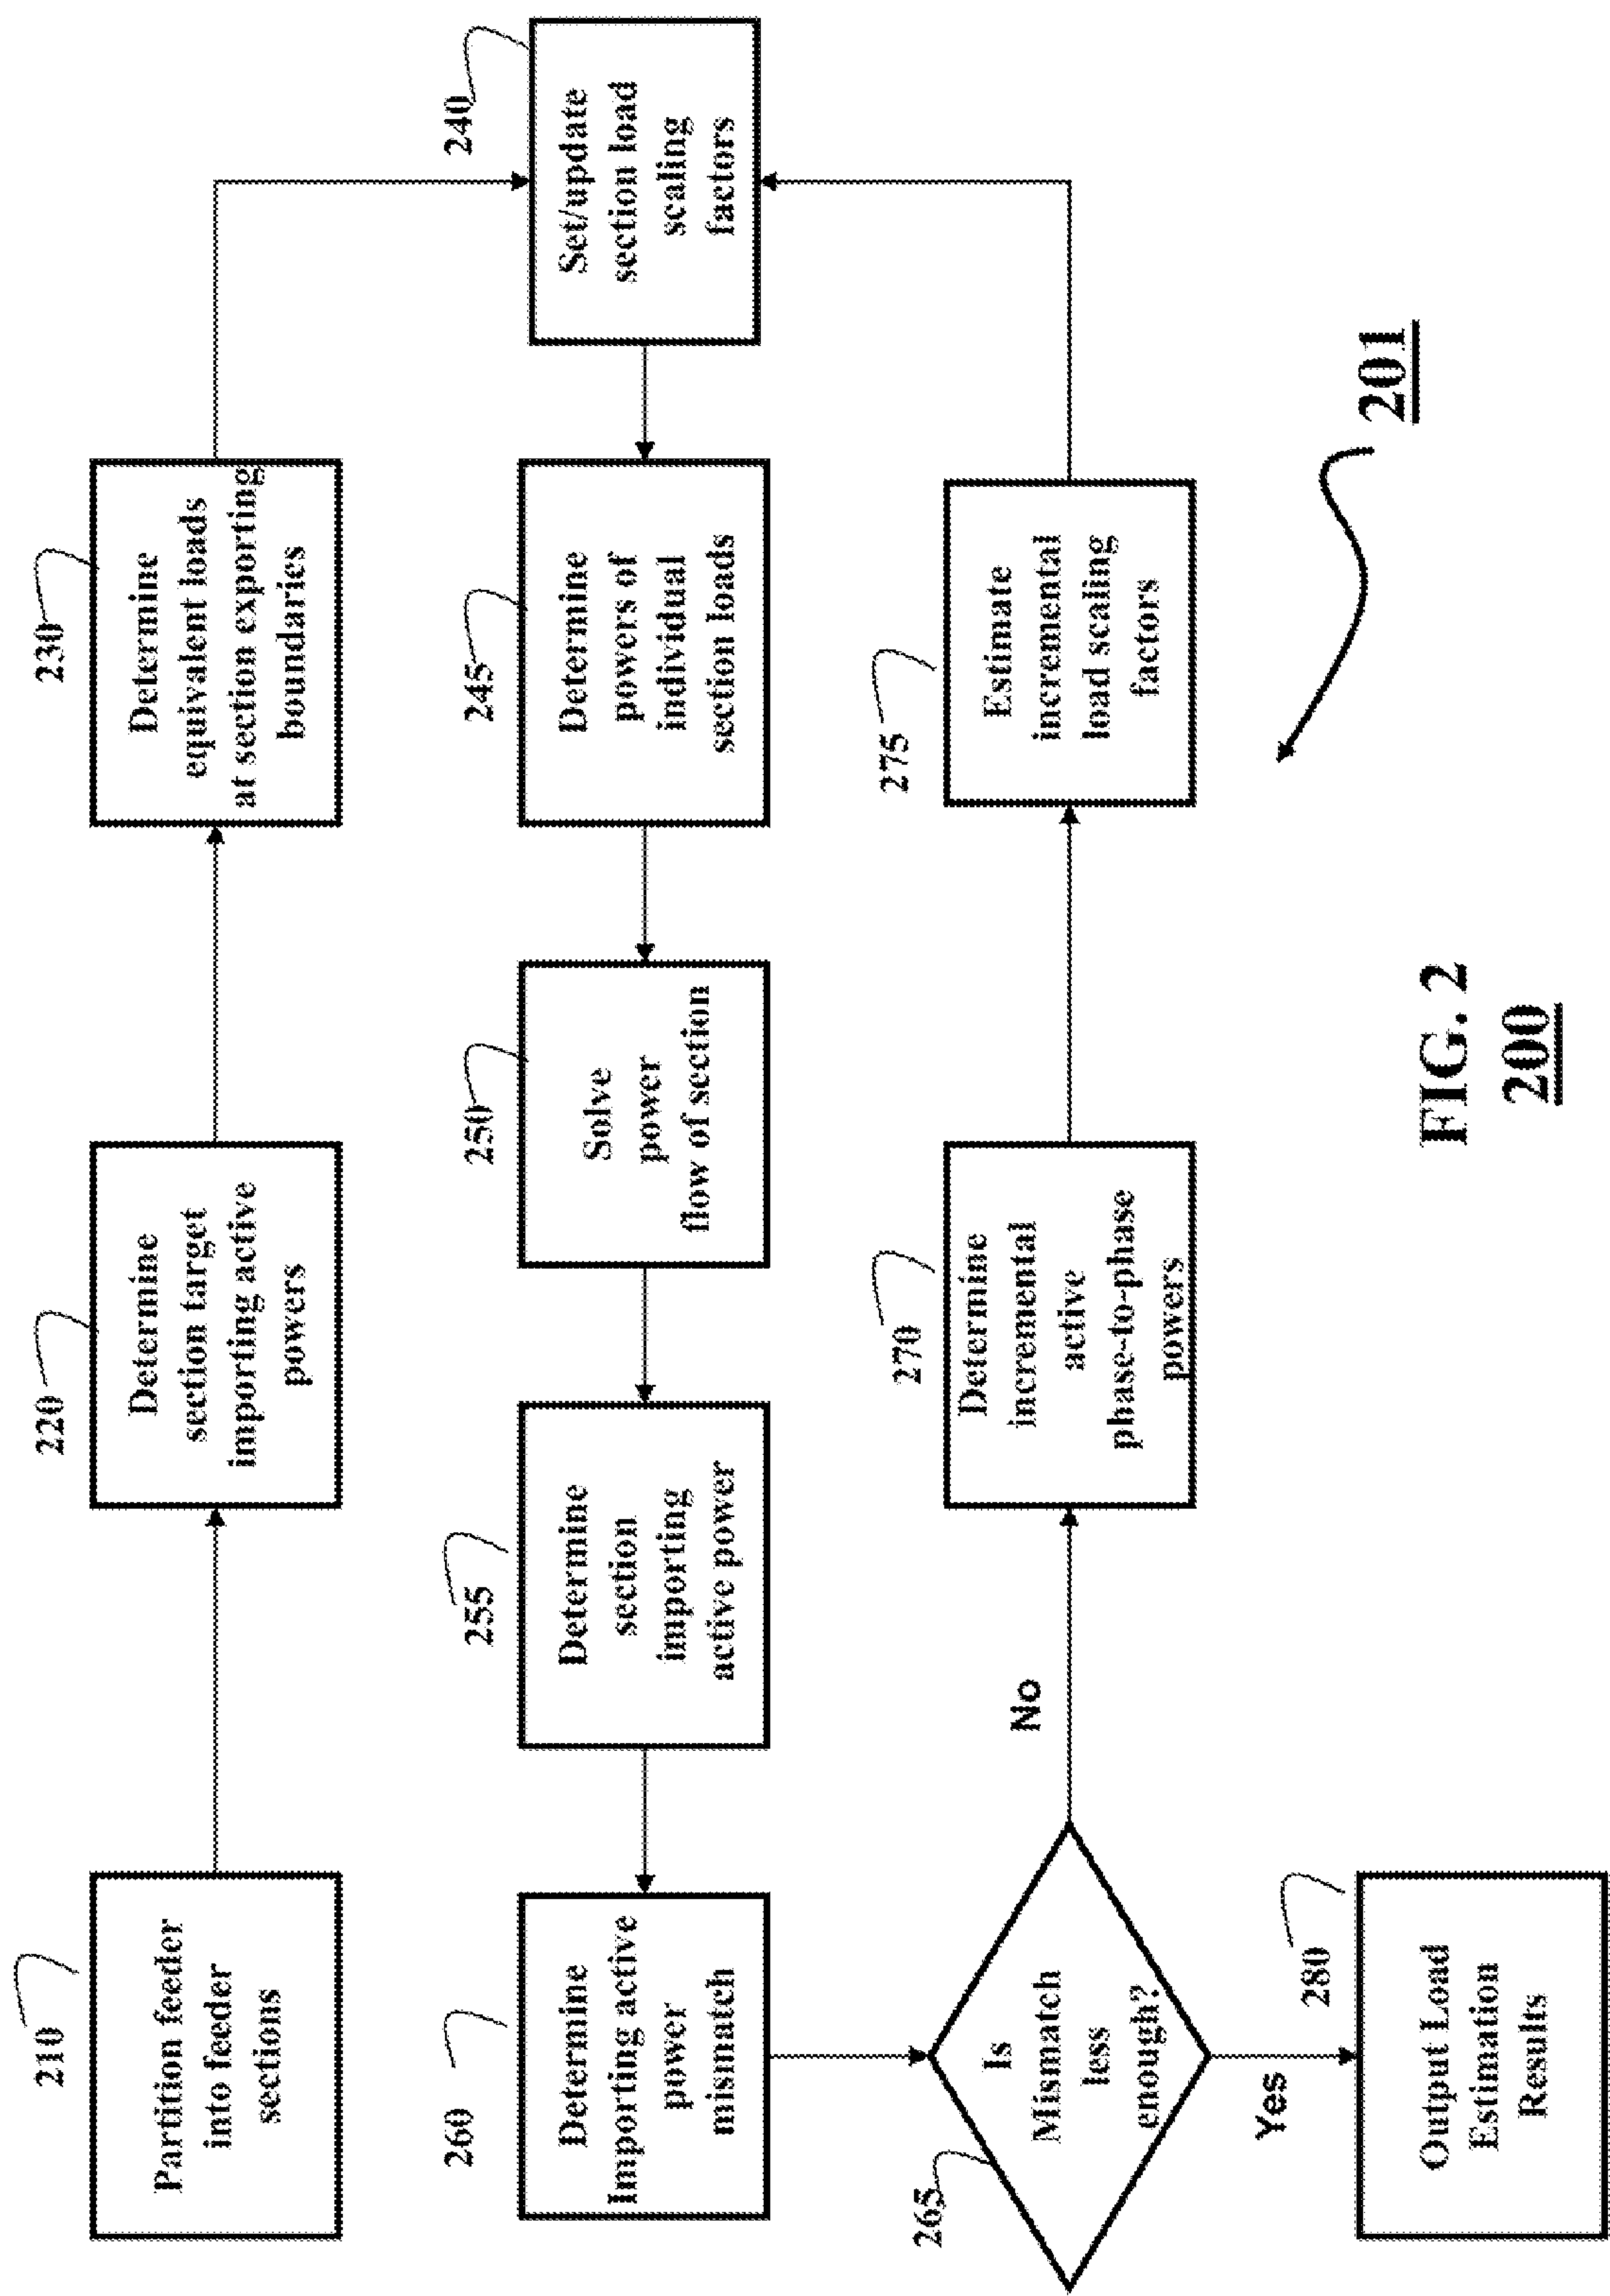 210
Partition feeder
into feeder
sections
220
Determine
section target
importing active
powers
230
Determine
equivalent loads
at section exporting
boundaries
240
Set/update
section load
scaling
factors
245
Determine
powers of
individual
section loads
250
Solve
power
flow of section
255
Determine
section
importing
active power
260
Determine
Importing active
power
mismatch
265
Is
Mismatch
less
enough?
No
Yes
270
Determine
incremental
active
phase-to-phase
powers
275
Estimate
incremental
load scaling
factors
280
Output Load
Estimation
Results
201
FIG. 2
200